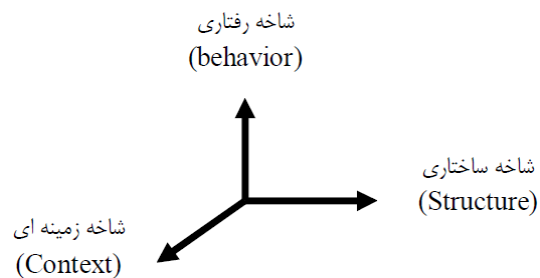 شاخه رفتاری
(behavior)
شاخه ساختاری
(Structure)
شاخه زمینه ای
(Context)